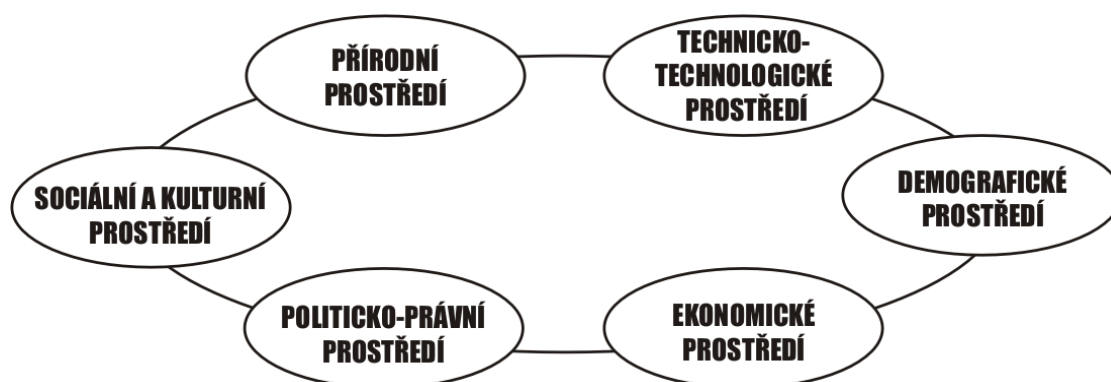 PŘÍRODNÍ
PROSTŘEDÍ
TECHNICKO-
TECHNOLOGICKÉ
PROSTŘEDÍ
SOCIÁLNÍ A KULTURNÍ
PROSTŘEDÍ
DEMOGRAFICKÉ
PROSTŘEDÍ
POLITICKO-PRÁVNÍ
PROSTŘEDÍ
EKONOMICKÉ
PROSTŘEDÍ